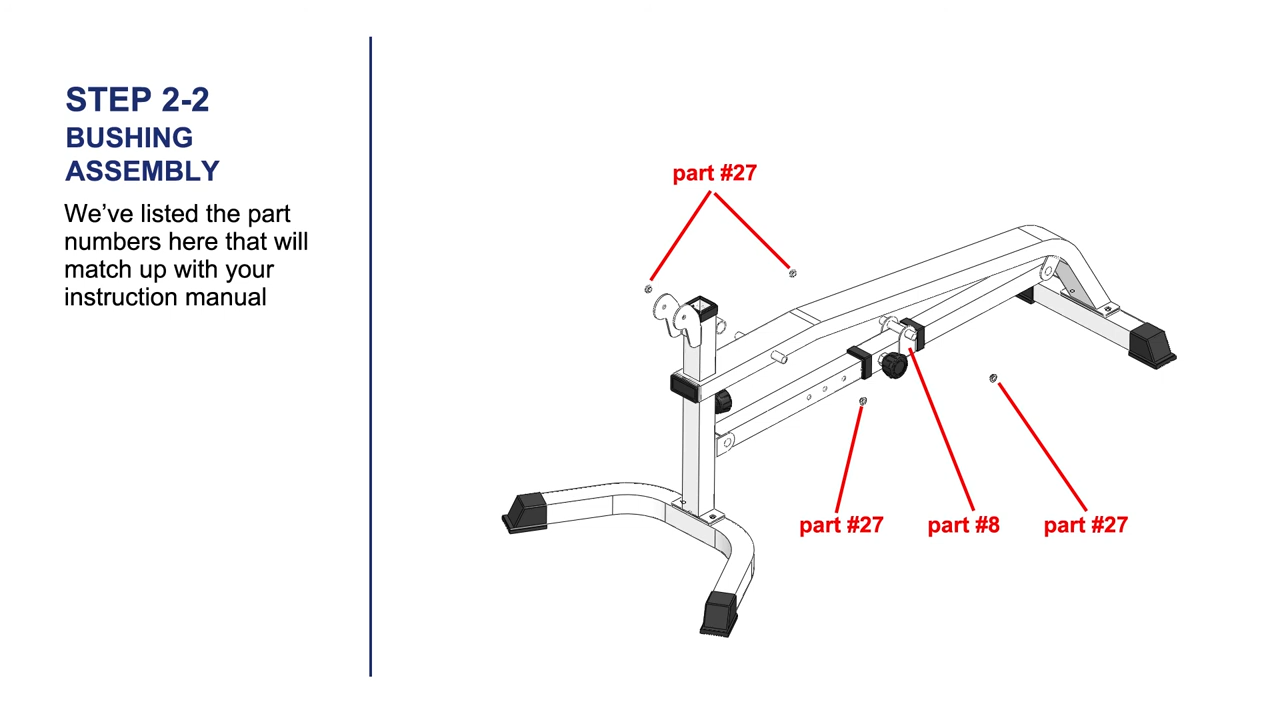 STEP 2-2
BUSHING
ASSEMBLY
We’ve listed the part
numbers here that will
match up with your
instruction manual
part #27
part #27
part #8
part #27